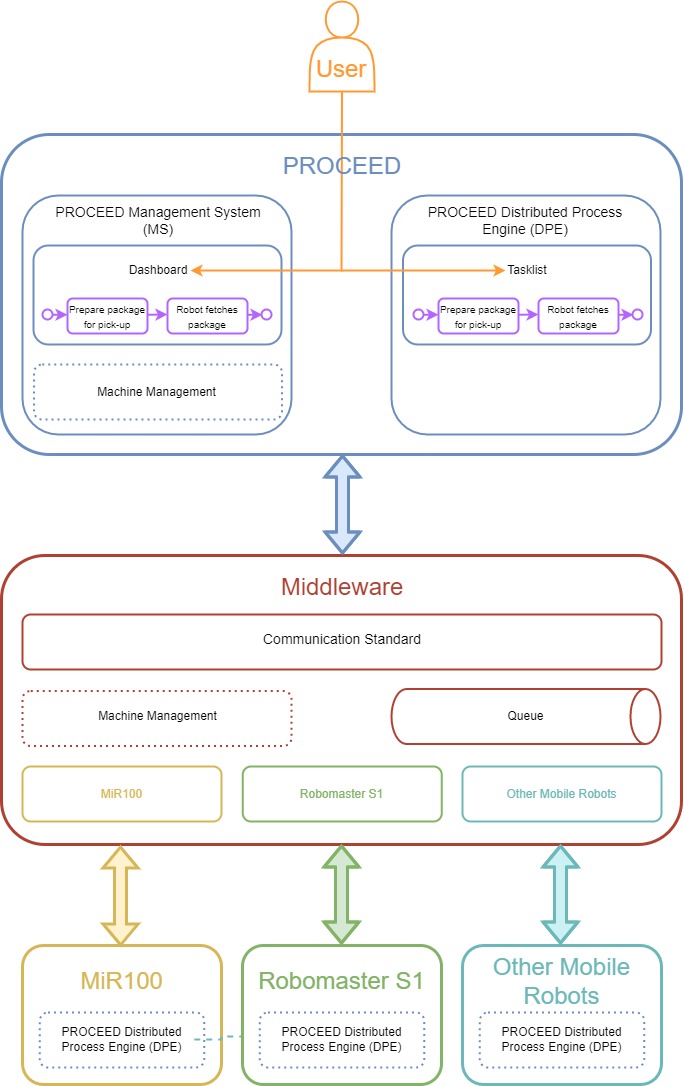 User
PROCEED
PROCEED Management System
(MS)
Dashboard
Prepare package
for pick-up
Robot fetches
package
Machine Management
PROCEED Distributed Process
Engine (DPE)
Tasklist
Prepare package
for pick-up
Robot fetches
package
Middleware
Communication Standard
Machine Management
Queue
MiR100
Robomaster S1
Other Mobile Robots
MiR100
PROCEED Distributed
Process Engine (DPE)
Robomaster S1
PROCEED Distributed
Process Engine (DPE)
Other Mobile
Robots
PROCEED Distributed
Process Engine (DPE)